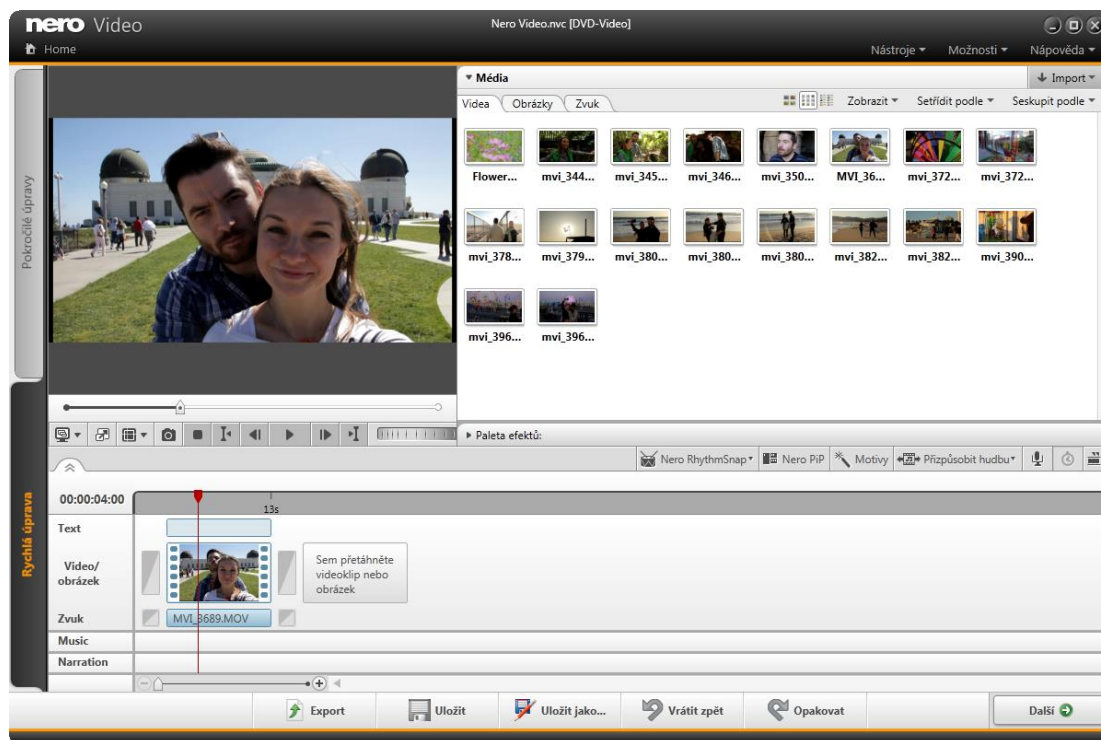 nero Video
Nero Video.nvc [DVD-Video]
Home
Nástroje
Možnosti
Nápověda
Média
Import
Videa
Obrázky
Zvuk
Zobrazit
Setřídit podle
Seskupit podle
Flower...
mvi_344...
mvi_345...
mvi_346...
mvi_350...
MVI_36...
mvi_372...
mvi_372...
mvi_378...
mvi_379...
mvi_380...
mvi_380...
mvi_380...
mvi_382...
mvi_382...
mvi_390...
mvi_396...
mvi_396...
Pokročilé úpravy
Paleta efektů:
Nero RhythmSnap
Nero PiP
Motivy
Přizpůsobit hudbu
Rychlá úprava
00:00:04:00
13s
Text
Video/
obrázek
Sem přetáhněte
videoklip nebo
obrázek
Zvuk
MVI_3689.MOV
Music
Narration
Export
Uložit
Uložit jako...
Vrátit zpět
Opakovat
Další